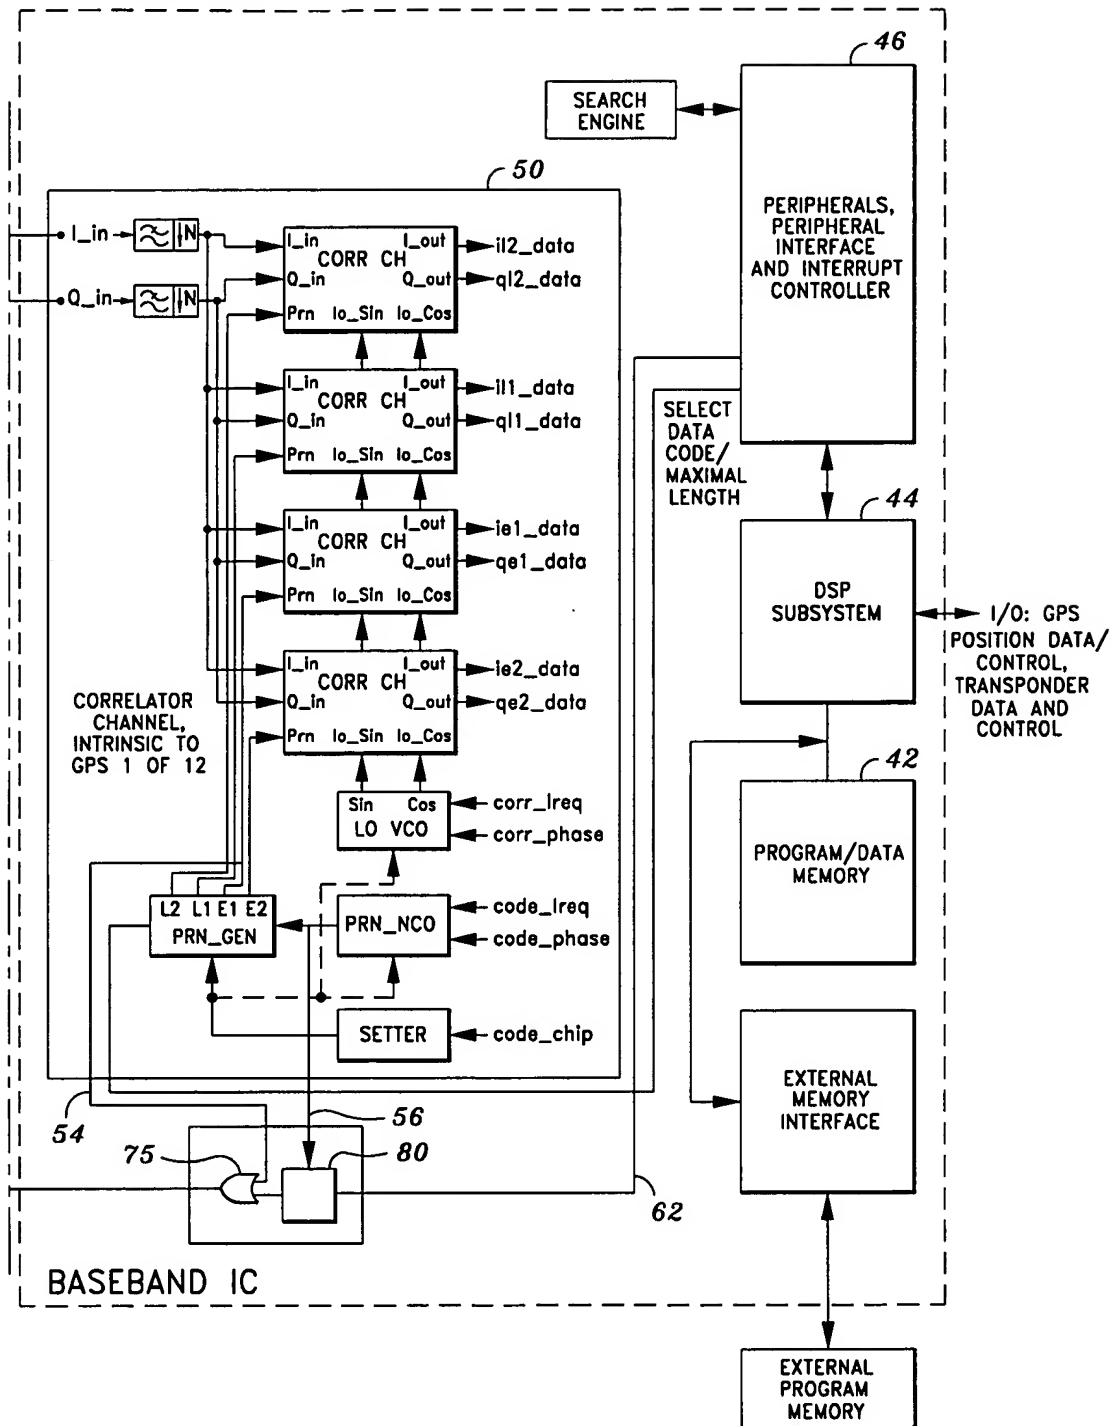 46
SEARCH
ENGINE
PERIPHERALS,
PERIPHERAL
INTERFACE
AND INTERRUPT
CONTROLLER
50
I_in
N
Q_in
N
I_in I_out
CORR CH
Q_in Q_out
Prn lo_Sin lo_Cos
il2_data
ql2_data
I_in I_out
CORR CH
Q_in Q_out
Prn lo_Sin lo_Cos
il1_data
ql1_data
SELECT
DATA
CODE/
MAXIMAL
LENGTH
I_in I_out
CORR CH
Q_in Q_out
Prn lo_Sin lo_Cos
ie1_data
qe1_data
I_in I_out
CORR CH
Q_in Q_out
Prn lo_Sin lo_Cos
ie2_data
qe2_data
44
DSP
SUBSYSTEM
I/O: GPS
POSITION DATA/
CONTROL,
TRANSPONDER
DATA AND
CONTROL
CORRELATOR
CHANNEL,
INTRINSIC TO
GPS 1 OF 12
Sin Cos
LO VCO
corr_lreq
corr_phase
42
PROGRAM/DATA
MEMORY
L2 L1 E1 E2
PRN_GEN
PRN_NCO
code_lreq
code_phase
SETTER
code_chip
EXTERNAL
MEMORY
INTERFACE
54
56
75
80
62
BASEBAND IC
EXTERNAL
PROGRAM
MEMORY